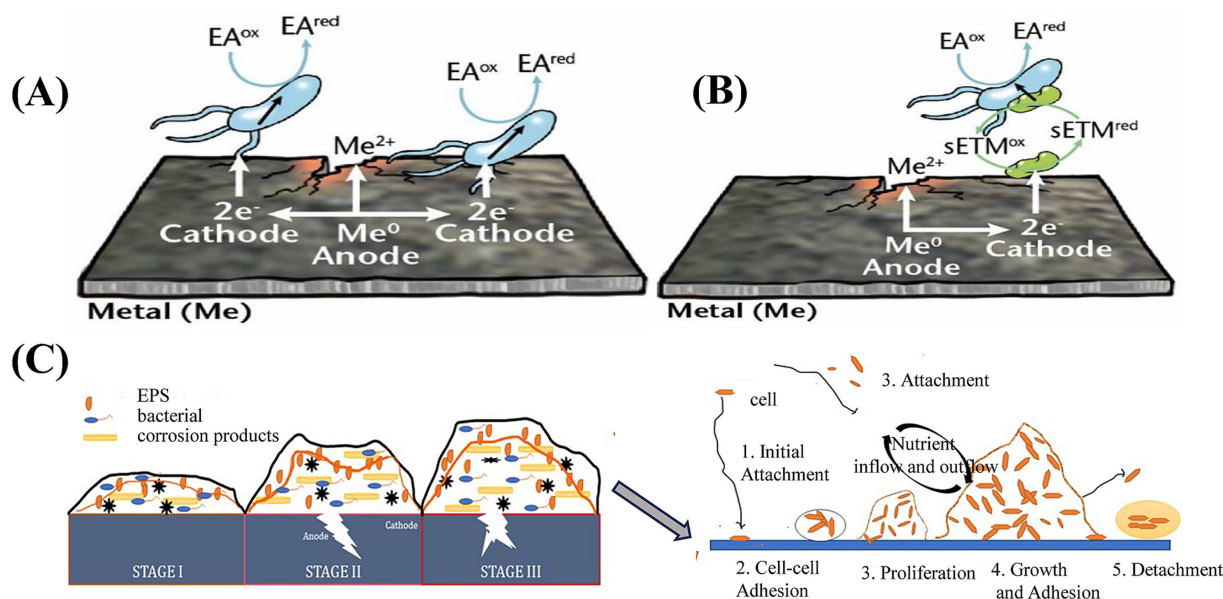 (A)
EA^ox EA^red
EA^ox EA^red
Me²⁺
2e⁻
Cathode
Me⁰
Anode
2e⁻
Cathode
Metal (Me)
(B)
EA^ox EA^red
sETM^ox sETM^red
Me²⁺
Me⁰
Anode
2e⁻
Cathode
Metal (Me)
(C)
EPS
bacterial
corrosion products
Anode
Cathode
STAGE I
STAGE II
STAGE III
cell
3. Attachment
1. Initial
Attachment
Nutrient
inflow and outflow
2. Cell-cell
Adhesion
3. Proliferation
4. Growth
and Adhesion
5. Detachment